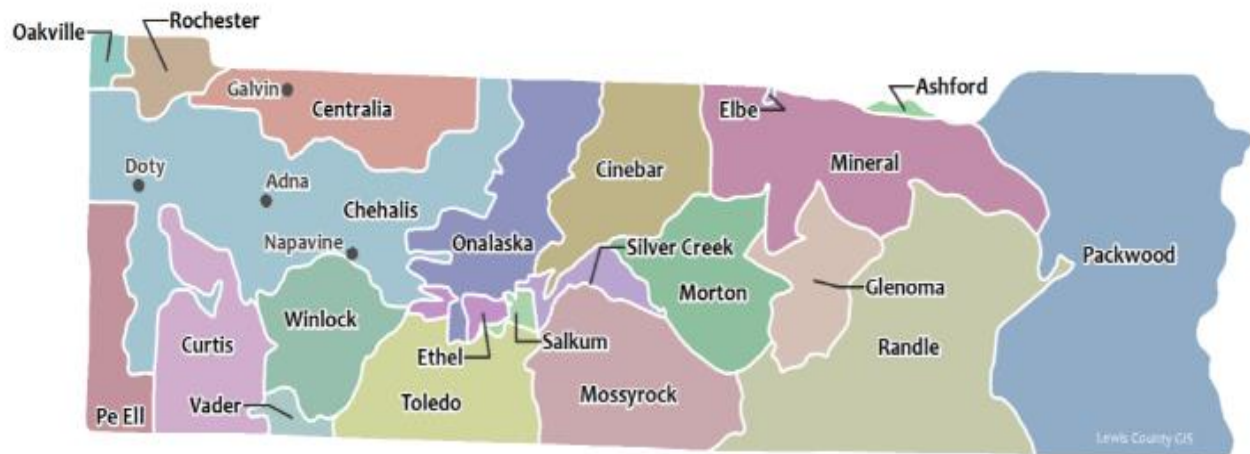 Rochester
Oakville
Galvin
Centralia
Elbe
Ashford
Cinebar
Mineral
Doty
Adna
Chehalis
Napavine
Onalaska
Silver Creek
Packwood
Morton
Glenoma
Winlock
Curtis
Ethel
Salkum
Randle
Vader
Toledo
Mossyrock
Pe Ell
Lewis County GIS